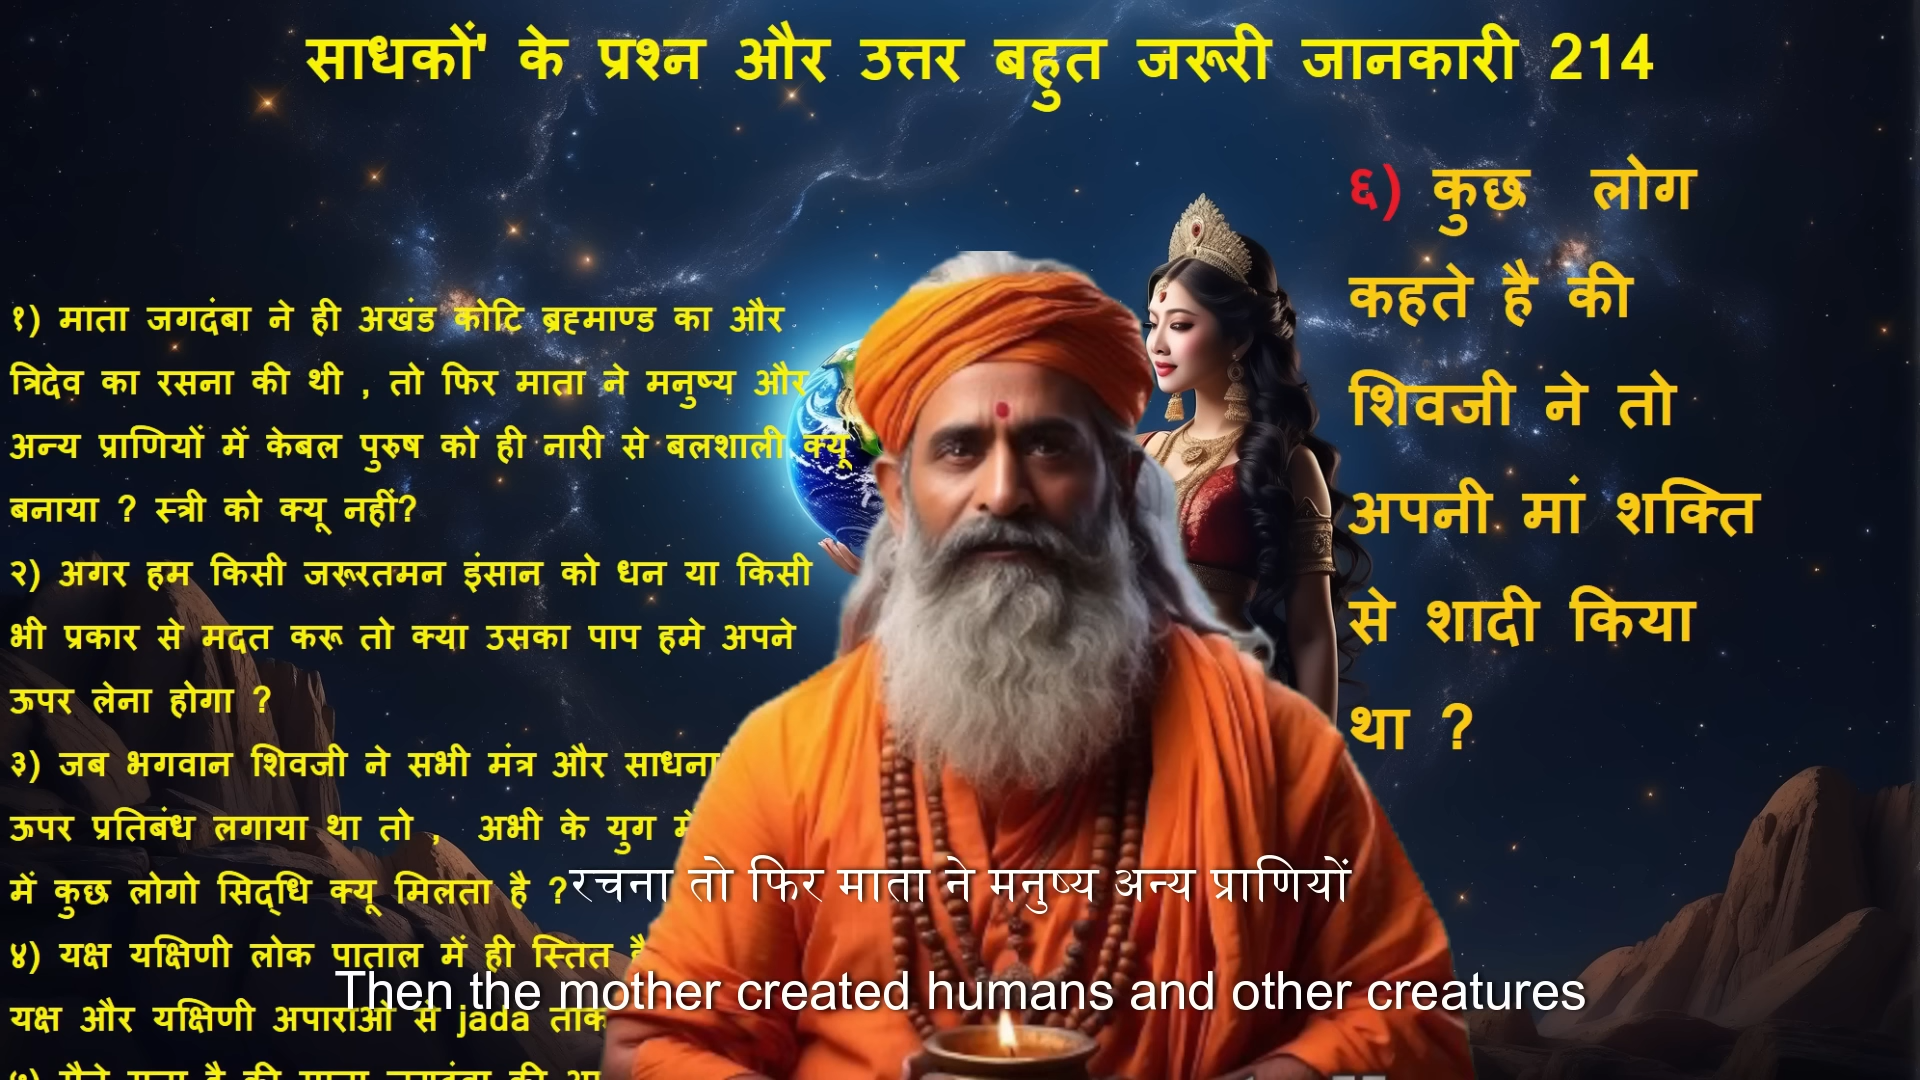 साधकों' के प्रश्न और उत्तर बहुत जरूरी जानकारी 214
१) माता जगदंबा ने ही अखंड कोटि ब्रह्माण्ड का और
त्रिदेव का रसना की थी , तो फिर माता ने मनुष्य और
अन्य प्राणियों में केबल पुरुष को ही नारी से बलशाली क्यू
बनाया ? स्त्री को क्यू नहीं?
२) अगर हम किसी जरूरतमन इंसान को धन या किसी
भी प्रकार से मदत करू तो क्या उसका पाप हमे अपने
ऊपर लेना होगा ?
३) जब भगवान शिवजी ने सभी मंत्र और साधना
ऊपर प्रतिबंध लगाया था तो , अभी के युग में
में कुछ लोगो सिद्धि क्यू मिलता है ?
४) यक्ष यक्षिणी लोक पाताल में ही स्तित है
यक्ष और यक्षिणी अपाराओ से jada ताक
६) कुछ लोग
कहते है की
शिवजी ने तो
अपनी मां शक्ति
से शादी किया
था ?
रचना तो फिर माता ने मनुष्य अन्य प्राणियों
Then the mother created humans and other creatures